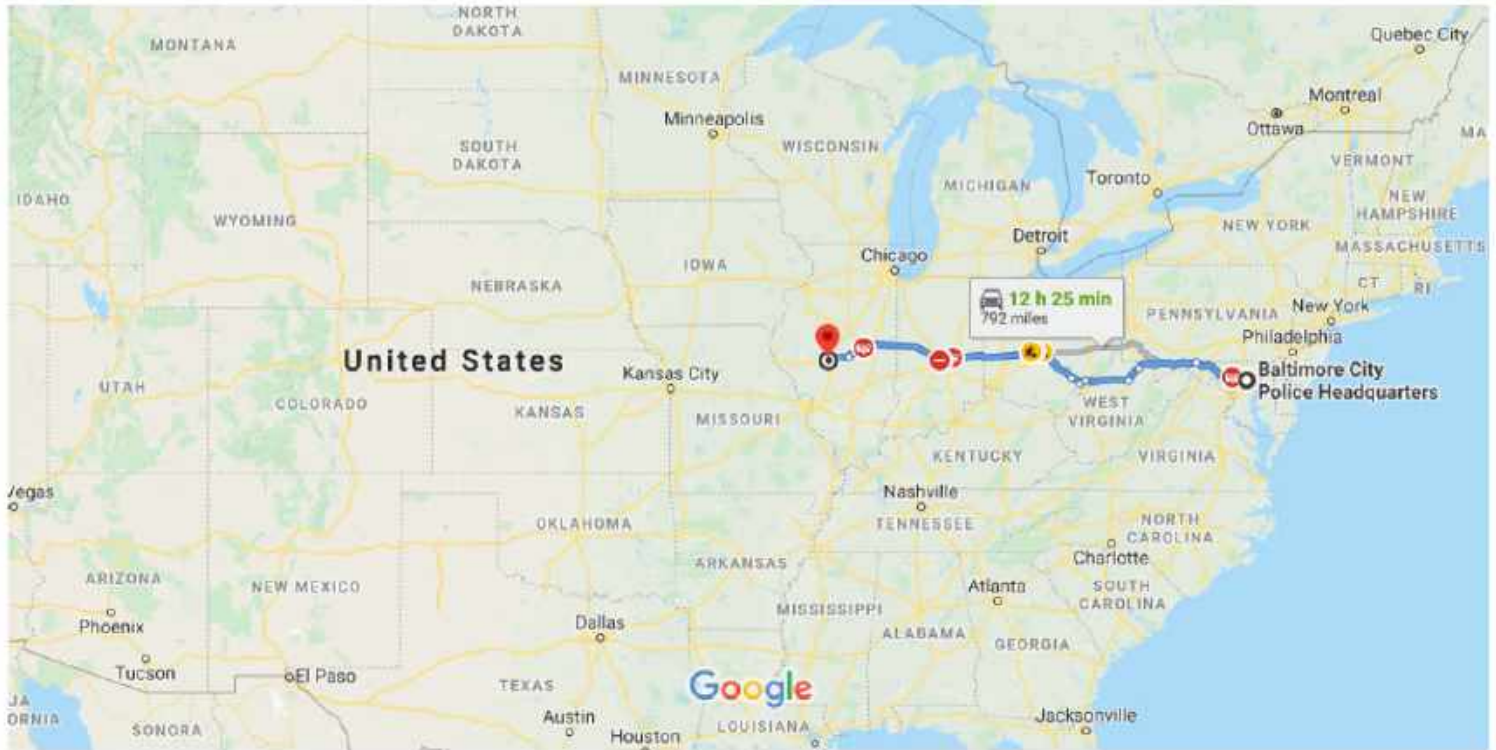 NORTH
DAKOTA
MONTANA
Quebec City
MINNESOTA
Montreal
Minneapolis
Ottawa
MA
SOUTH
DAKOTA
WISCONSIN
VERMONT
MICHIGAN
Toronto
IDAHO
NEW
HAMPSHIRE
WYOMING
NEW YORK
Detroit
MASSACHUSETTS
Chicago
IOWA
CT
RI
NEBRASKA
12 h 25 min
792 miles
PENNSYLVANIA
New York
Philadelphia
United States
Kansas City
Baltimore City
Police Headquarters
UTAH
COLORADO
KANSAS
MISSOURI
WEST
VIRGINIA
KENTUCKY
VIRGINIA
Vegas
Nashville
TENNESSEE
OKLAHOMA
NORTH
CAROLINA
Charlotte
ARKANSAS
ARIZONA
NEW MEXICO
Atlanta
SOUTH
CAROLINA
MISSISSIPPI
Phoenix
Dallas
ALABAMA
GEORGIA
Tucson
El Paso
TEXAS
Google
JA
ORNIA
SONORA
Austin
Houston
LOUISIANA
Jacksonville